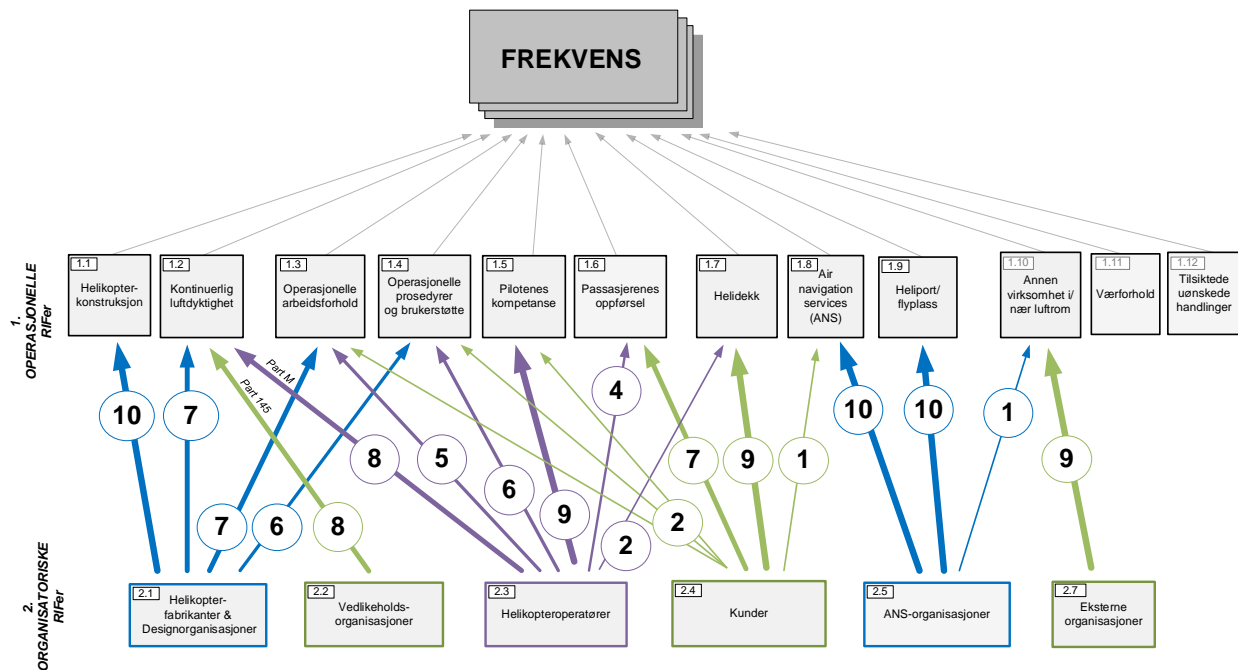 FREKVENS
1.
OPERASJONELLE
RIFer
1.1
Helikopter-
konstruksjon
1.2
Kontinuerlig
luftdyktighet
1.3
Operasjonelle
arbeidsforhold
1.4
Operasjonelle
prosedyrer
og brukerstøtte
1.5
Pilotenes
kompetanse
1.6
Passasjerenes
oppførsel
1.7
Helidekk
1.8
Air
navigation
services
(ANS)
1.9
Heliport/
flyplass
1.10
Annen
virksomhet i/
nær luftrom
1.11
Værforhold
1.12
Tilsiktede
uønskede
handlinger
Part M
Part 145
10
7
7
6
8
8
5
6
9
4
2
7
9
2
1
10
10
1
9
2.
ORGANISATORISKE
RIFer
2.1
Helikopter-
fabrikanter &
Designorganisasjoner
2.2
Vedlikeholds-
organisasjoner
2.3
Helikopteroperatører
2.4
Kunder
2.5
ANS-organisasjoner
2.7
Eksterne
organisasjoner